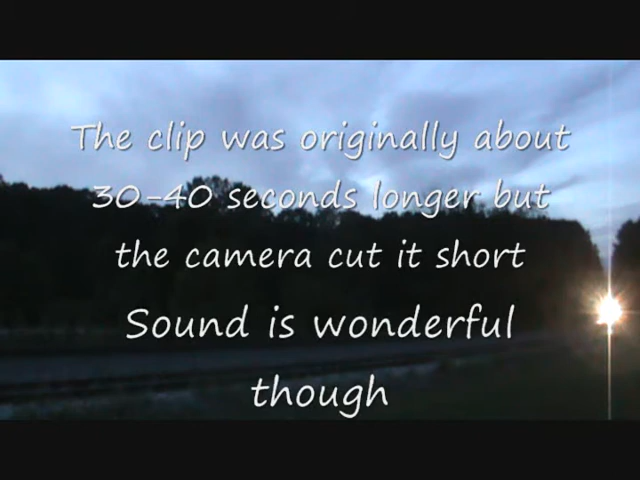 The clip was originally about
30-40 seconds longer but
the camera cut it short
Sound is wonderful
though